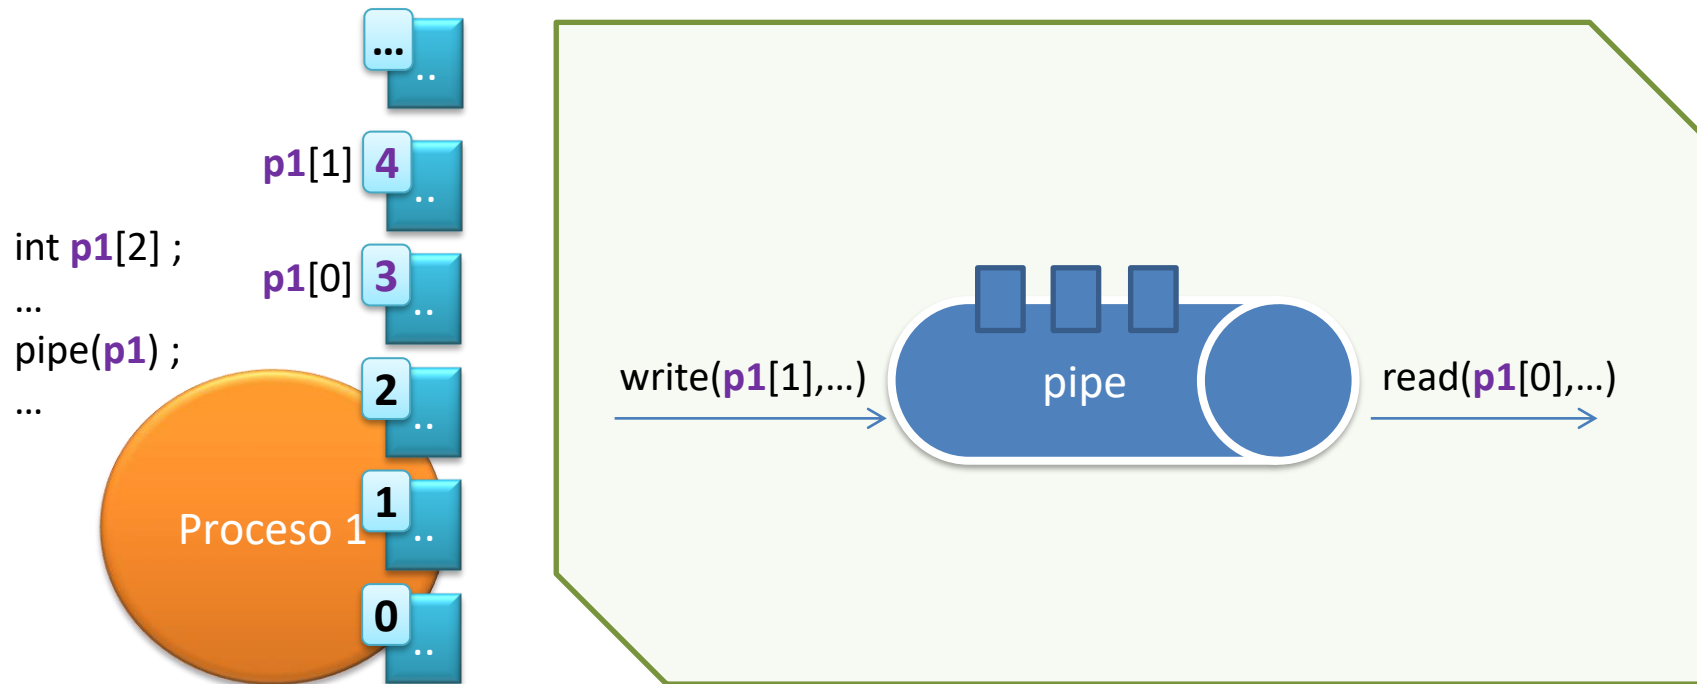 …
..
p1[1] 4
..
int p1[2] ;
p1[0] 3
…
..
pipe(p1) ;
…
2
..
write(p1[1],…)
pipe
read(p1[0],…)
1
Proceso 1
..
0
..